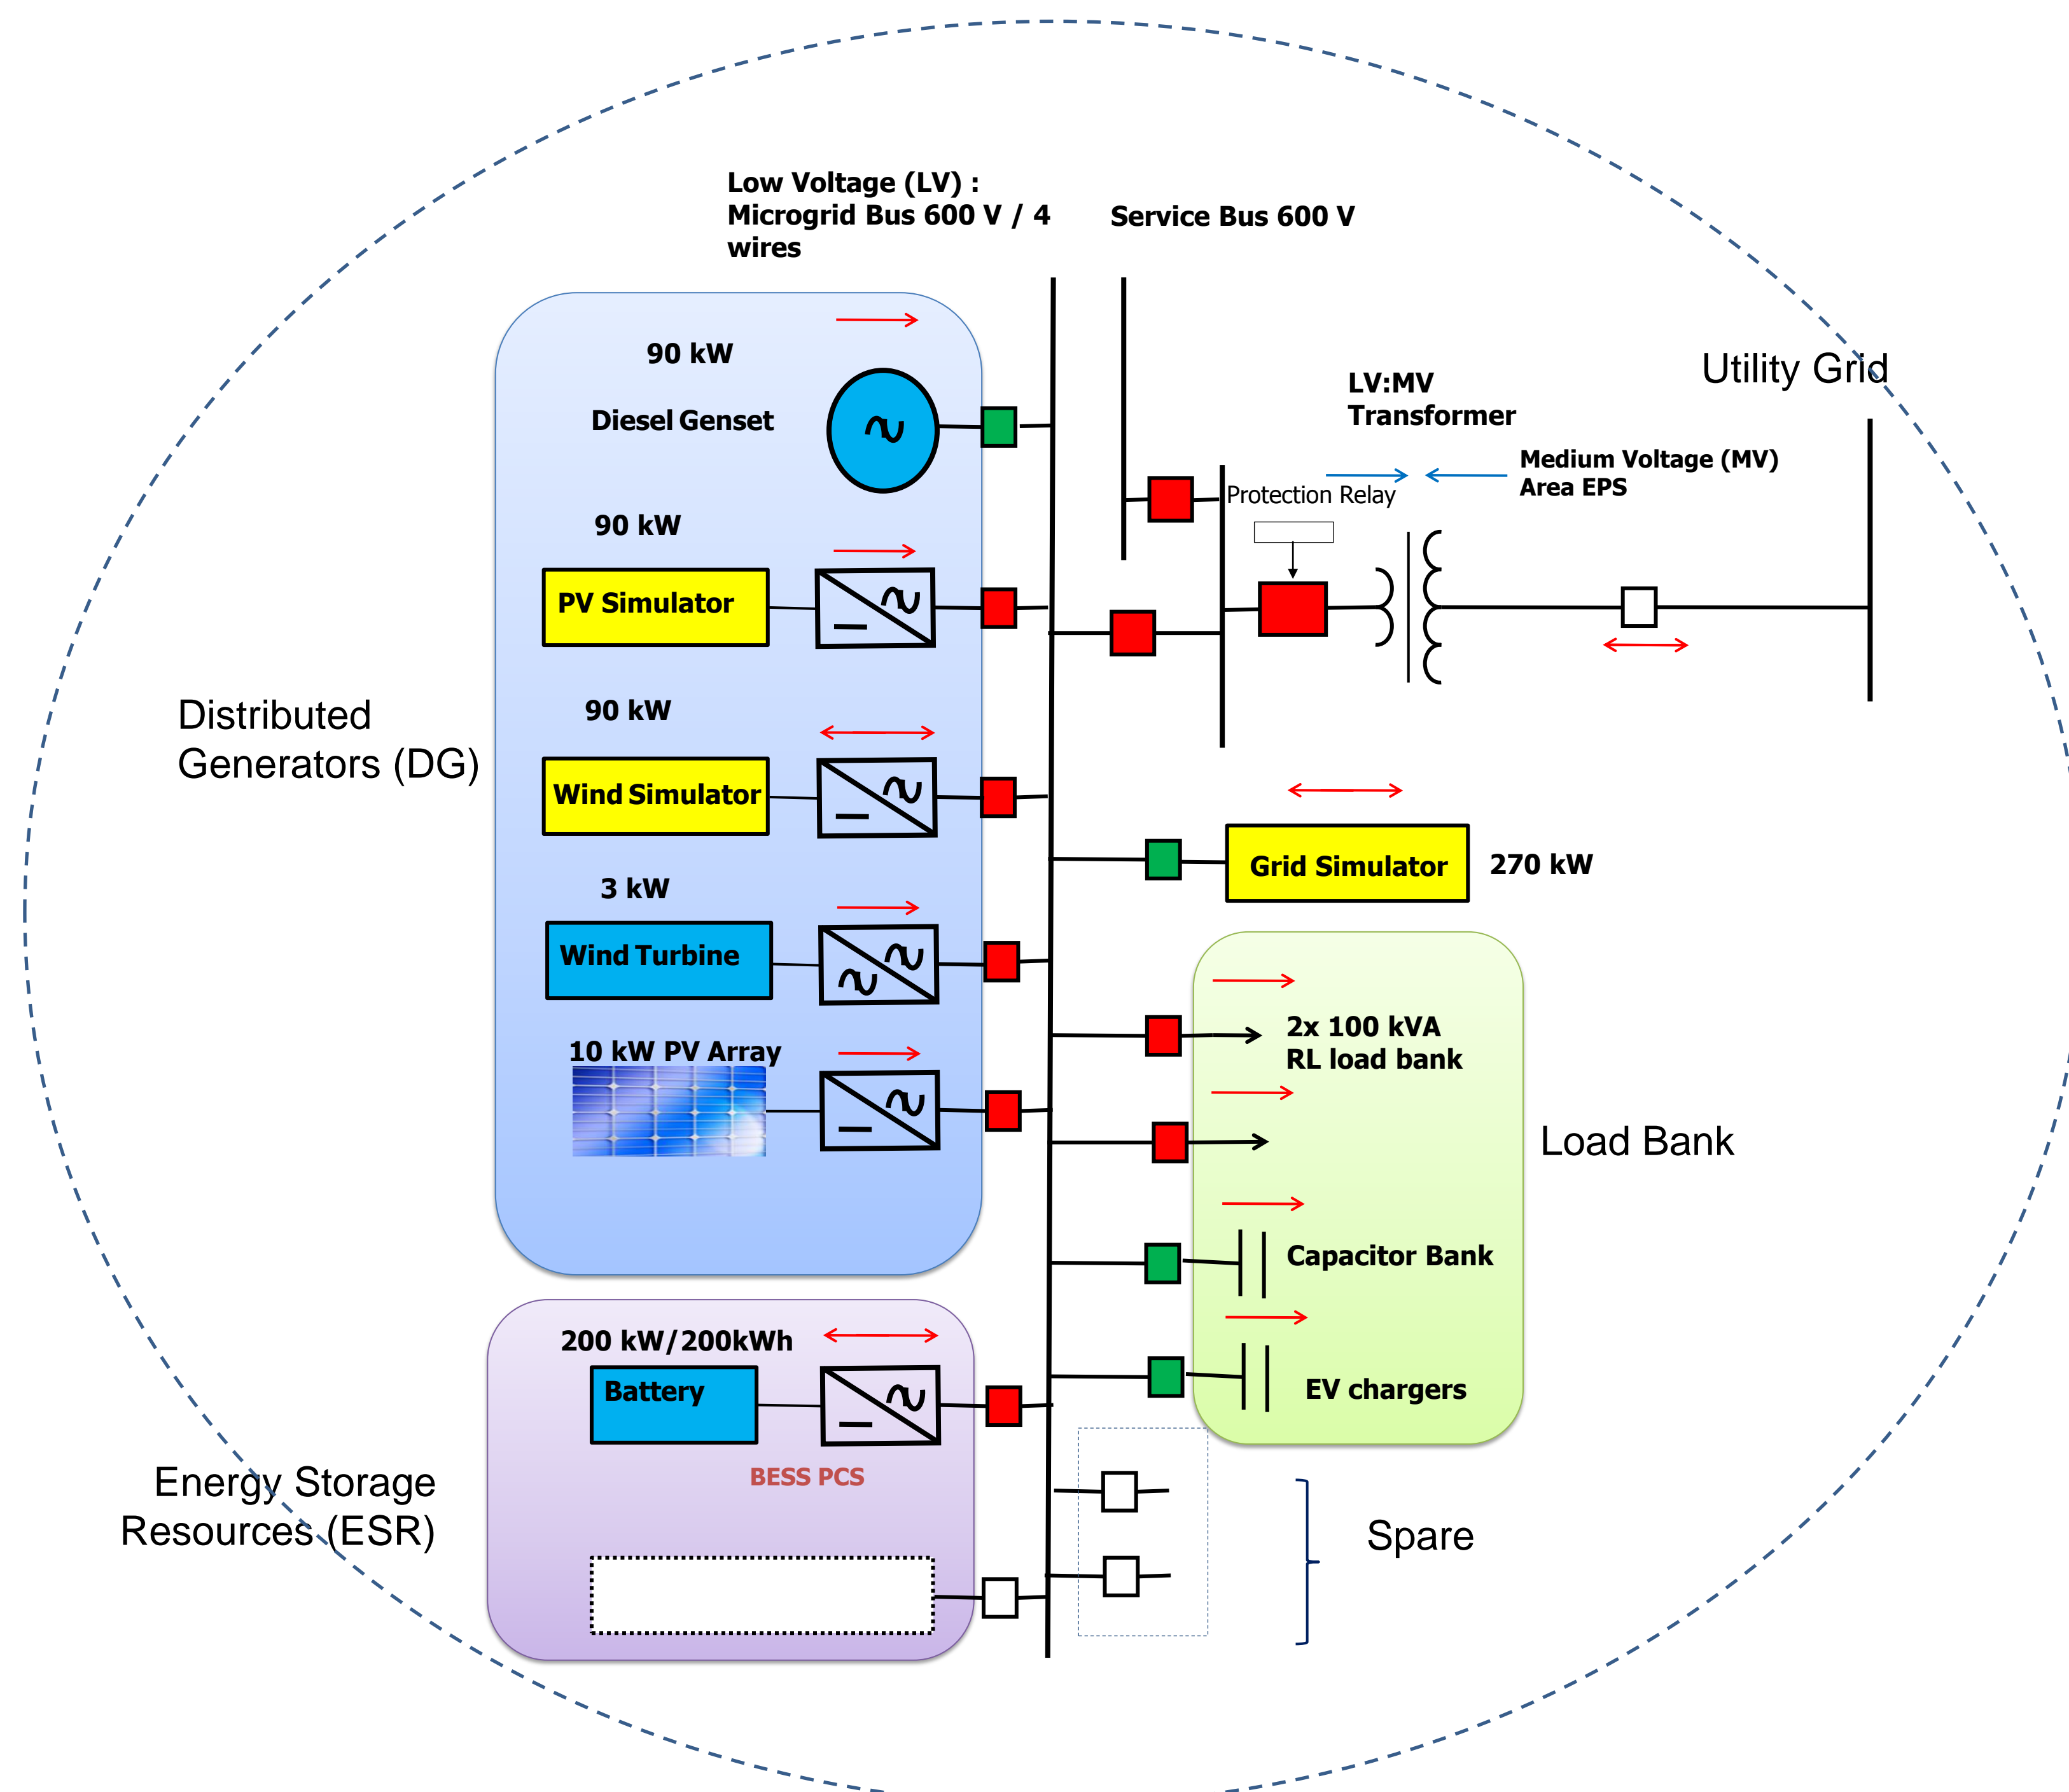 Low Voltage (LV) :
Microgrid Bus 600 V / 4
wires
Service Bus 600 V
90 kW
Diesel Genset
90 kW
PV Simulator
90 kW
Wind Simulator
3 kW
Wind Turbine
10 kW PV Array
Distributed
Generators (DG)
LV:MV
Transformer
Utility Grid
Medium Voltage (MV)
Area EPS
Protection Relay
Grid Simulator
270 kW
2x 100 kVA
RL load bank
Load Bank
Capacitor Bank
EV chargers
200 kW/200kWh
Battery
BESS PCS
Energy Storage
Resources (ESR)
Spare